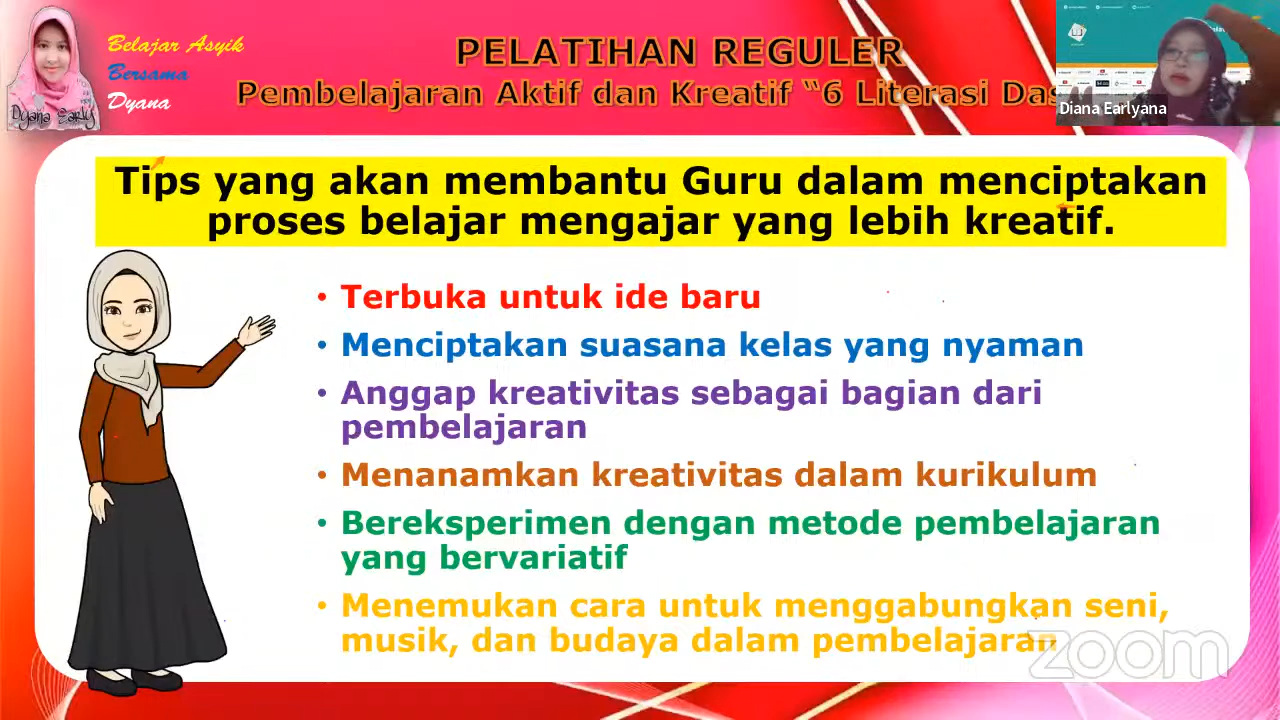 Belajar Asyik
Bersama
Dyana
Dyana Early
PELATIHAN REGULER
Pembelajaran Aktif dan Kreatif “6 Literasi Das
Diana Earlyana
Tips yang akan membantu Guru dalam menciptakan
proses belajar mengajar yang lebih kreatif.
• Terbuka untuk ide baru
• Menciptakan suasana kelas yang nyaman
• Anggap kreativitas sebagai bagian dari
pembelajaran
• Menanamkan kreativitas dalam kurikulum
• Bereksperimen dengan metode pembelajaran
yang bervariatif
• Menemukan cara untuk menggabungkan seni,
musik, dan budaya dalam pembelajaran
zoom